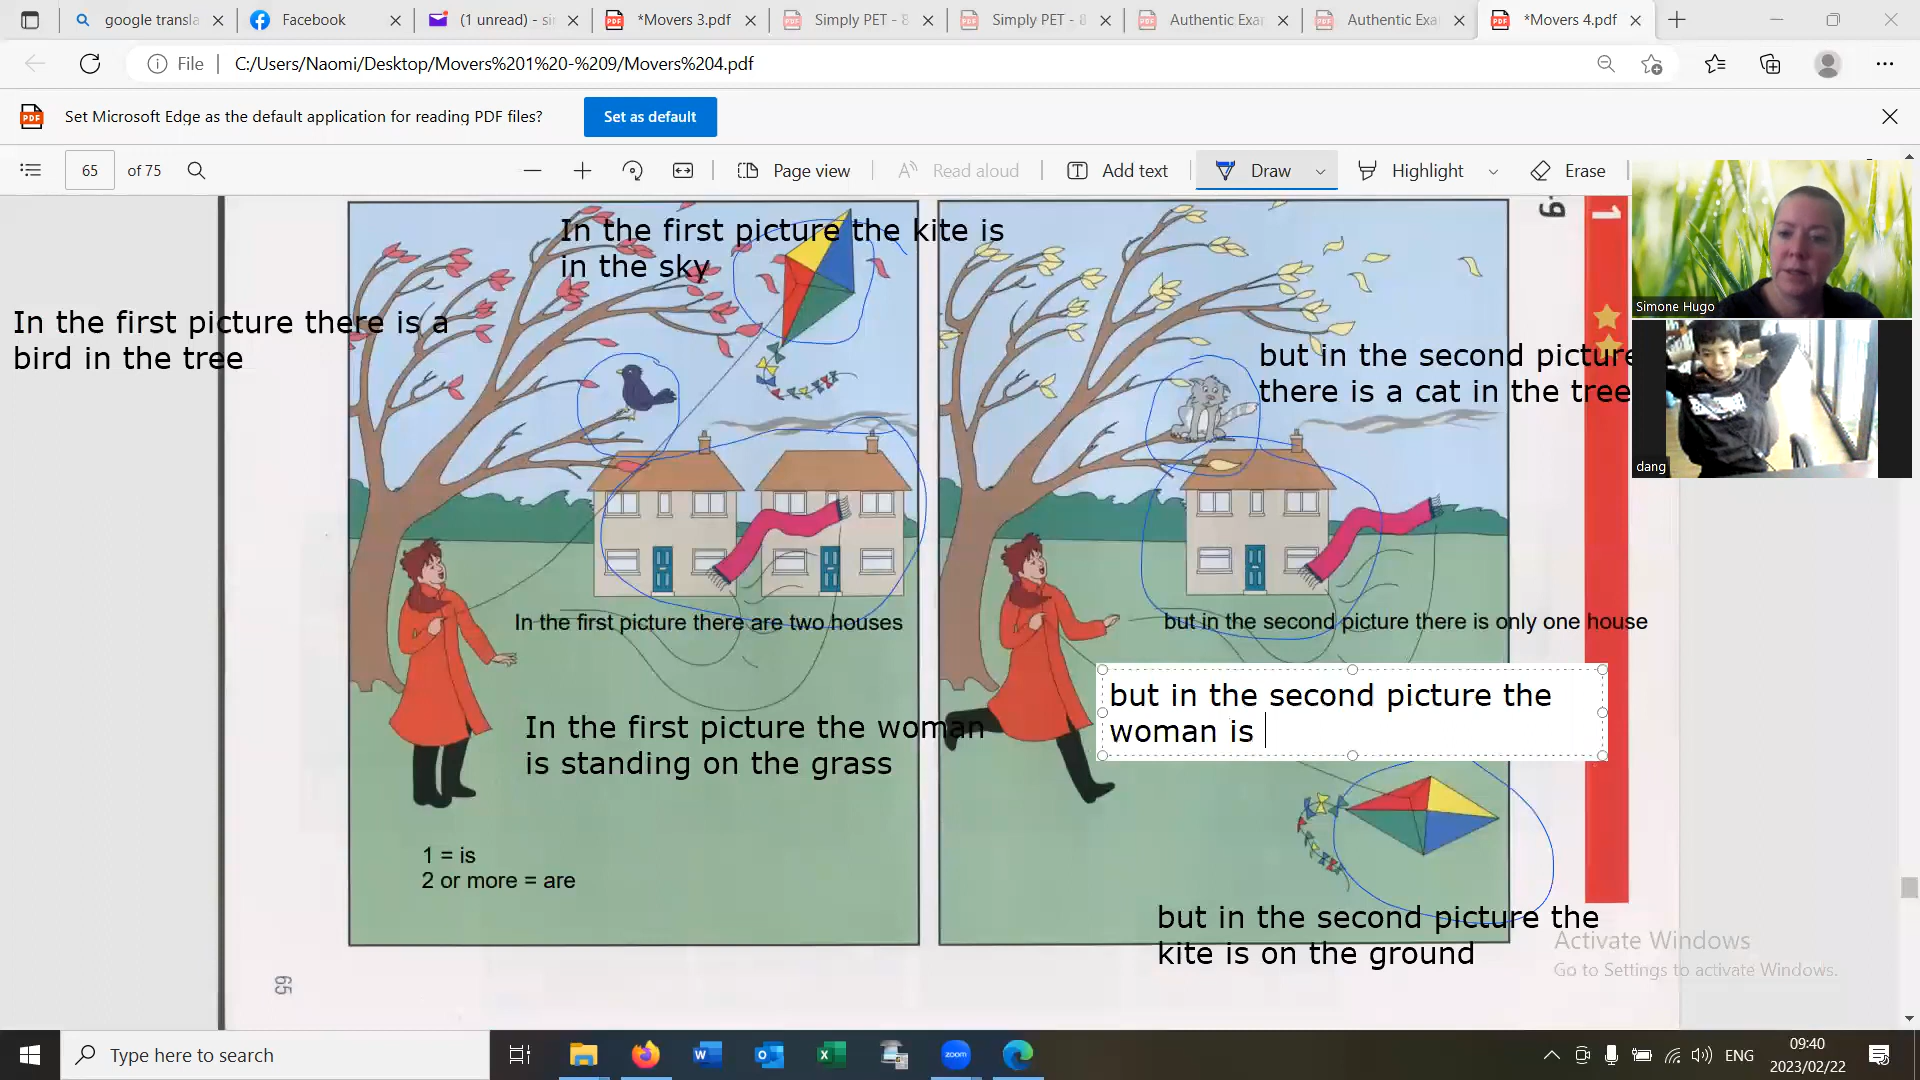 google transla
Facebook
(1 unread) - si
*Movers 3.pdf
Simply PET - 8
Simply PET - 8
Authentic Exa
Authentic Exa
*Movers 4.pdf
File
C:/Users/Naomi/Desktop/Movers%201%20-%209/Movers%204.pdf
Set Microsoft Edge as the default application for reading PDF files?
Set as default
65
of 75
Page view
Read aloud
Add text
Draw
Highlight
Erase
In the first picture the kite is
in the sky
In the first picture there is a
bird in the tree
but in the second picture
there is a cat in the tree
Simone Hugo
dang
1
In the first picture there are two houses
but in the second picture there is only one house
but in the second picture the
woman is
In the first picture the woman
is standing on the grass
1 = is
2 or more = are
but in the second picture the
kite is on the ground
Activate Windows
Go to Settings to activate Windows.
65
Type here to search
zoom
ENG
09:40
2023/02/22